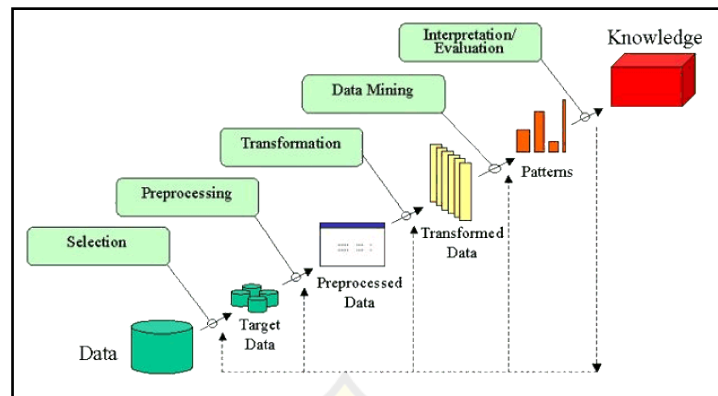 Interpretation/
Evaluation
Knowledge
Data Mining
Transformation
Patterns
Preprocessing
Transformed
Data
Selection
Preprocessed
Data
Target
Data
Data